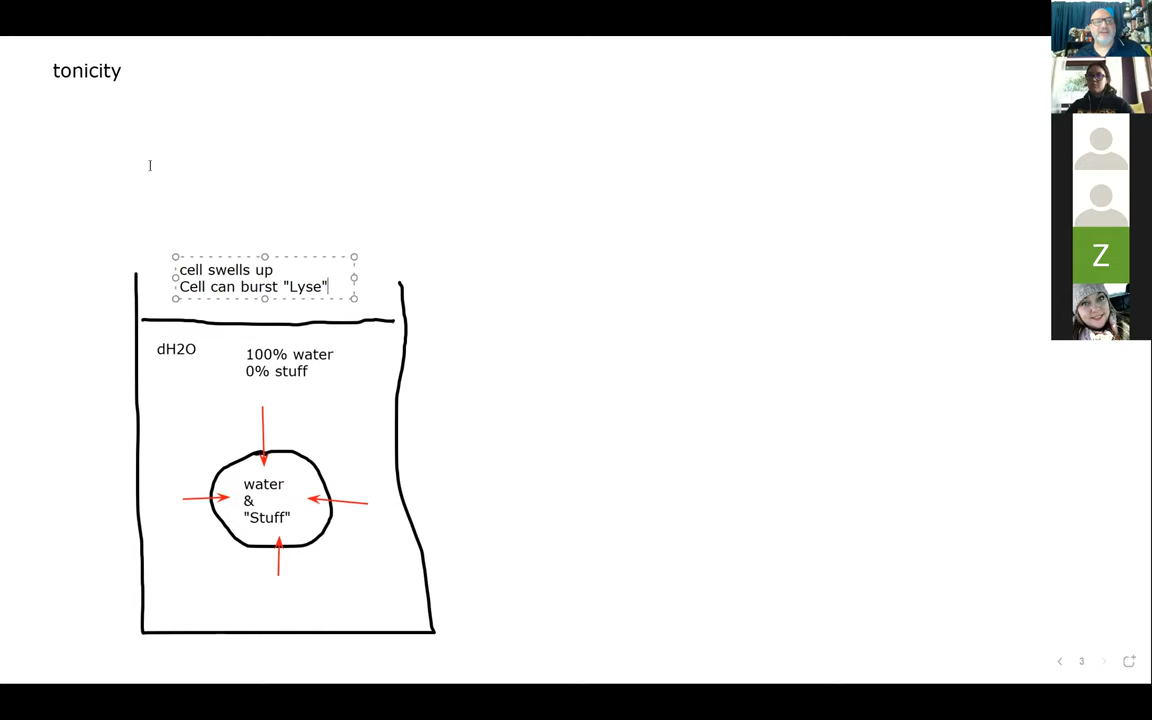 tonicity
cell swells up
Cell can burst "Lyse"
dH2O
100% water
0% stuff
water
&
"Stuff"
Z
3